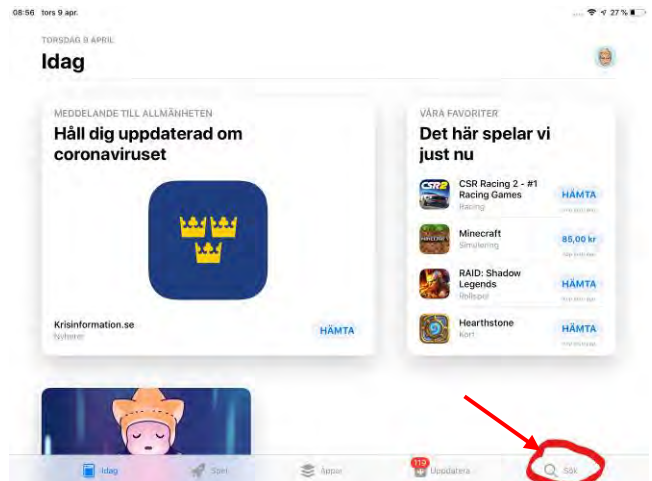 08:56 tors 9 apr.
27 %
TORSDAG 9 APRIL
Idag
MEDDELANDE TILL ALLMÄNHETEN
Håll dig uppdaterad om
coronaviruset
Krisinformation.se
Nyheter
HÄMTA
VÅRA FAVORITER
Det här spelar vi
just nu
CSR2
CSR Racing 2 - #1
Racing Games
Racing
HÄMTA
Minecraft
Simulering
85,00 kr
RAID: Shadow
Legends
Rollspel
HÄMTA
Hearthstone
Kort
HÄMTA
Idag
Spel
Appar
119
Uppdatera
Sök